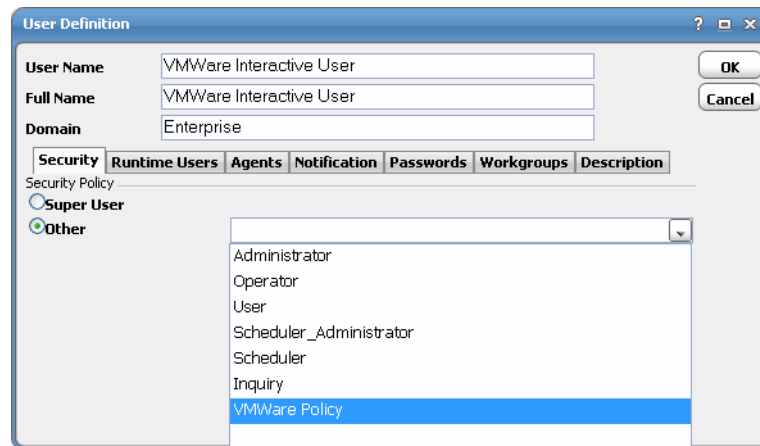 User Definition ?
User Name VMWare Interactive User OK
Full Name VMWare Interactive User Cancel
Domain Enterprise
Security Runtime Users Agents Notification Passwords Workgroups Description
Security Policy
Super User
Other
Administrator
Operator
User
Scheduler_Administrator
Scheduler
Inquiry
VMWare Policy